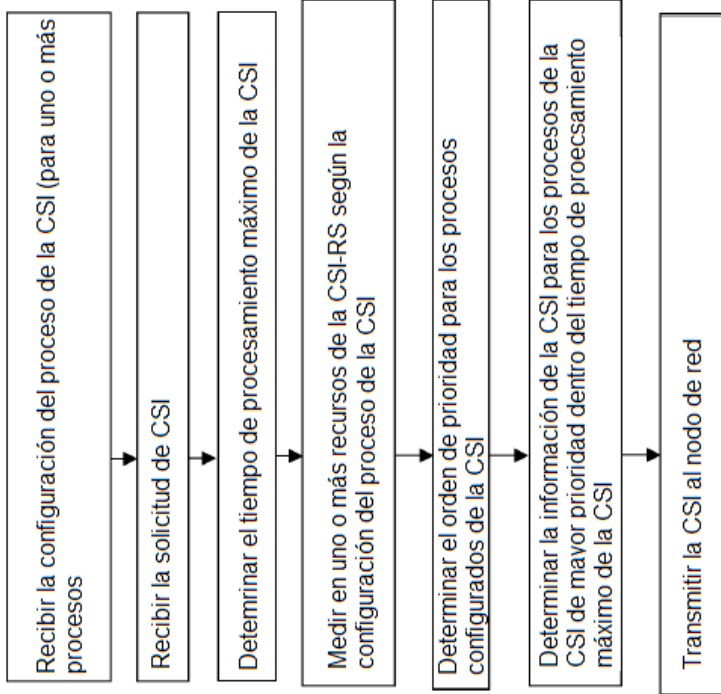 Recibir la configuración del proceso de la CSI (para uno o más
procesos
Recibir la solicitud de CSI
Detemrinar el tiempo de procesamiento máximo de la CSI
Medir en uno o más recursos de la CSI-RS según la
configuración del proceso de la CSI
Determinar el orden de prioridad para los procesos
configurados de la CSI
Determinar la información de la CSI para los procesos de la
CSI de mayor prioridad dentro del tiempo de proecsamiento
máximo de la CSI
Transmitir la CSI al nodo de red